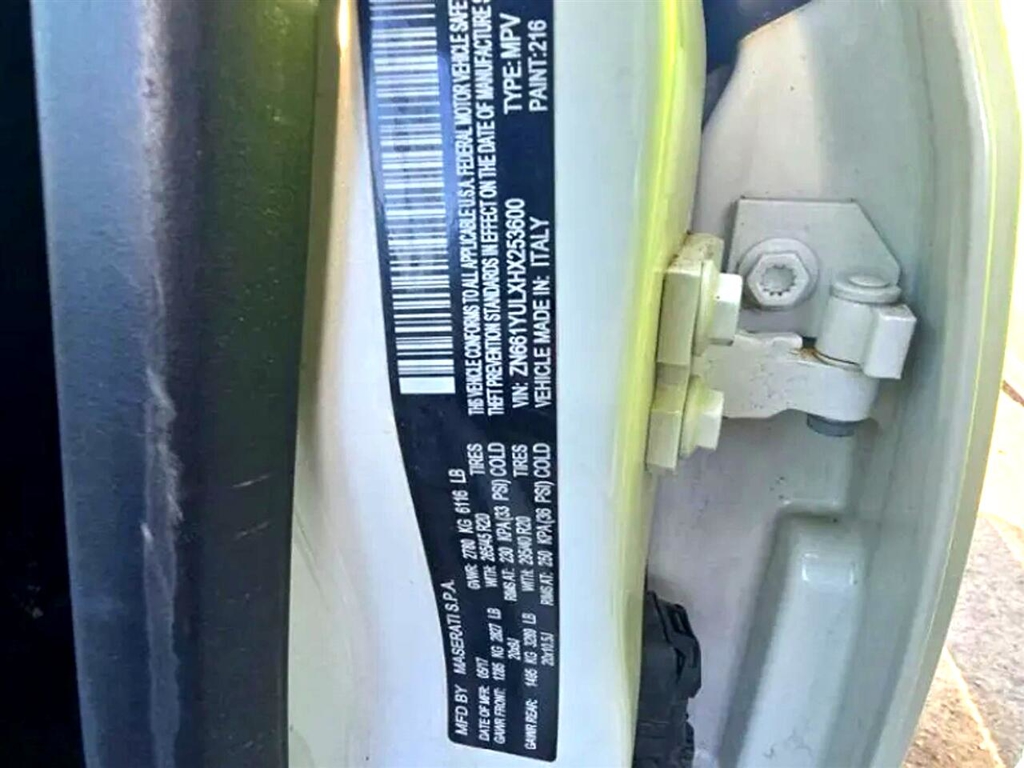 MFD BY MASERATI S.P.A.
DATE OF MFR: 05/17 GVWR: 2780 KG 6116 LB
GAWR FRONT: 1285 KG 2827 LB WITH: 265/45 R20 TIRES
20x9J RIMS AT: 230 KPA(33 PSI) COLD
GAWR REAR: 1495 KG 3289 LB WITH: 295/40 R20 TIRES
20x10.5J RIMS AT: 250 KPA(36 PSI) COLD
THIS VEHICLE CONFORMS TO ALL APPLICABLE U.S.A. FEDERAL MOTOR VEHICLE SAFE
THEFT PREVENTION STANDARDS IN EFFECT ON THE DATE OF MANUFACTURE S
VIN: ZN661YULXHX253600 TYPE: MPV
VEHICLE MADE IN: ITALY PAINT:216